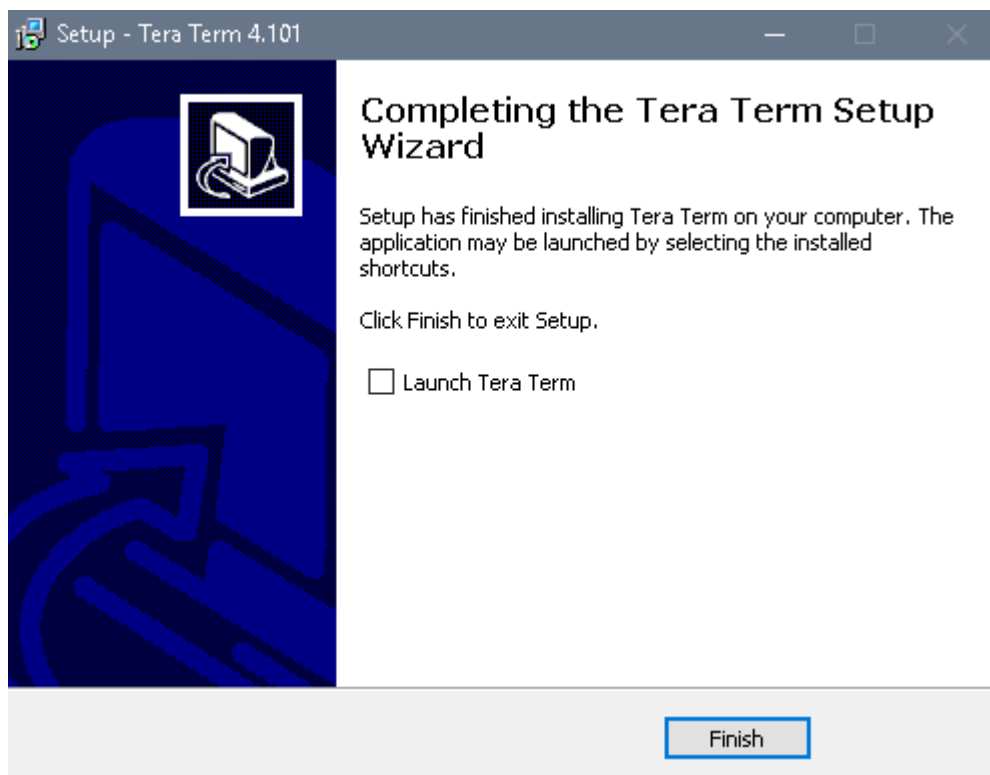 Setup - Tera Term 4.101
Completing the Tera Term Setup
Wizard
Setup has finished installing Tera Term on your computer. The
application may be launched by selecting the installed
shortcuts.
Click Finish to exit Setup.
Launch Tera Term
Finish